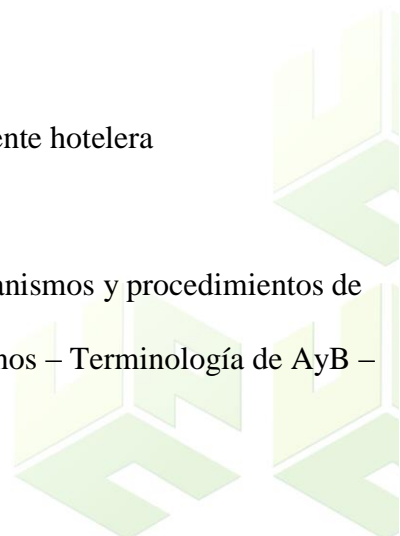 ente hotelera
anismos y procedimientos de
nos – Terminología de AyB –